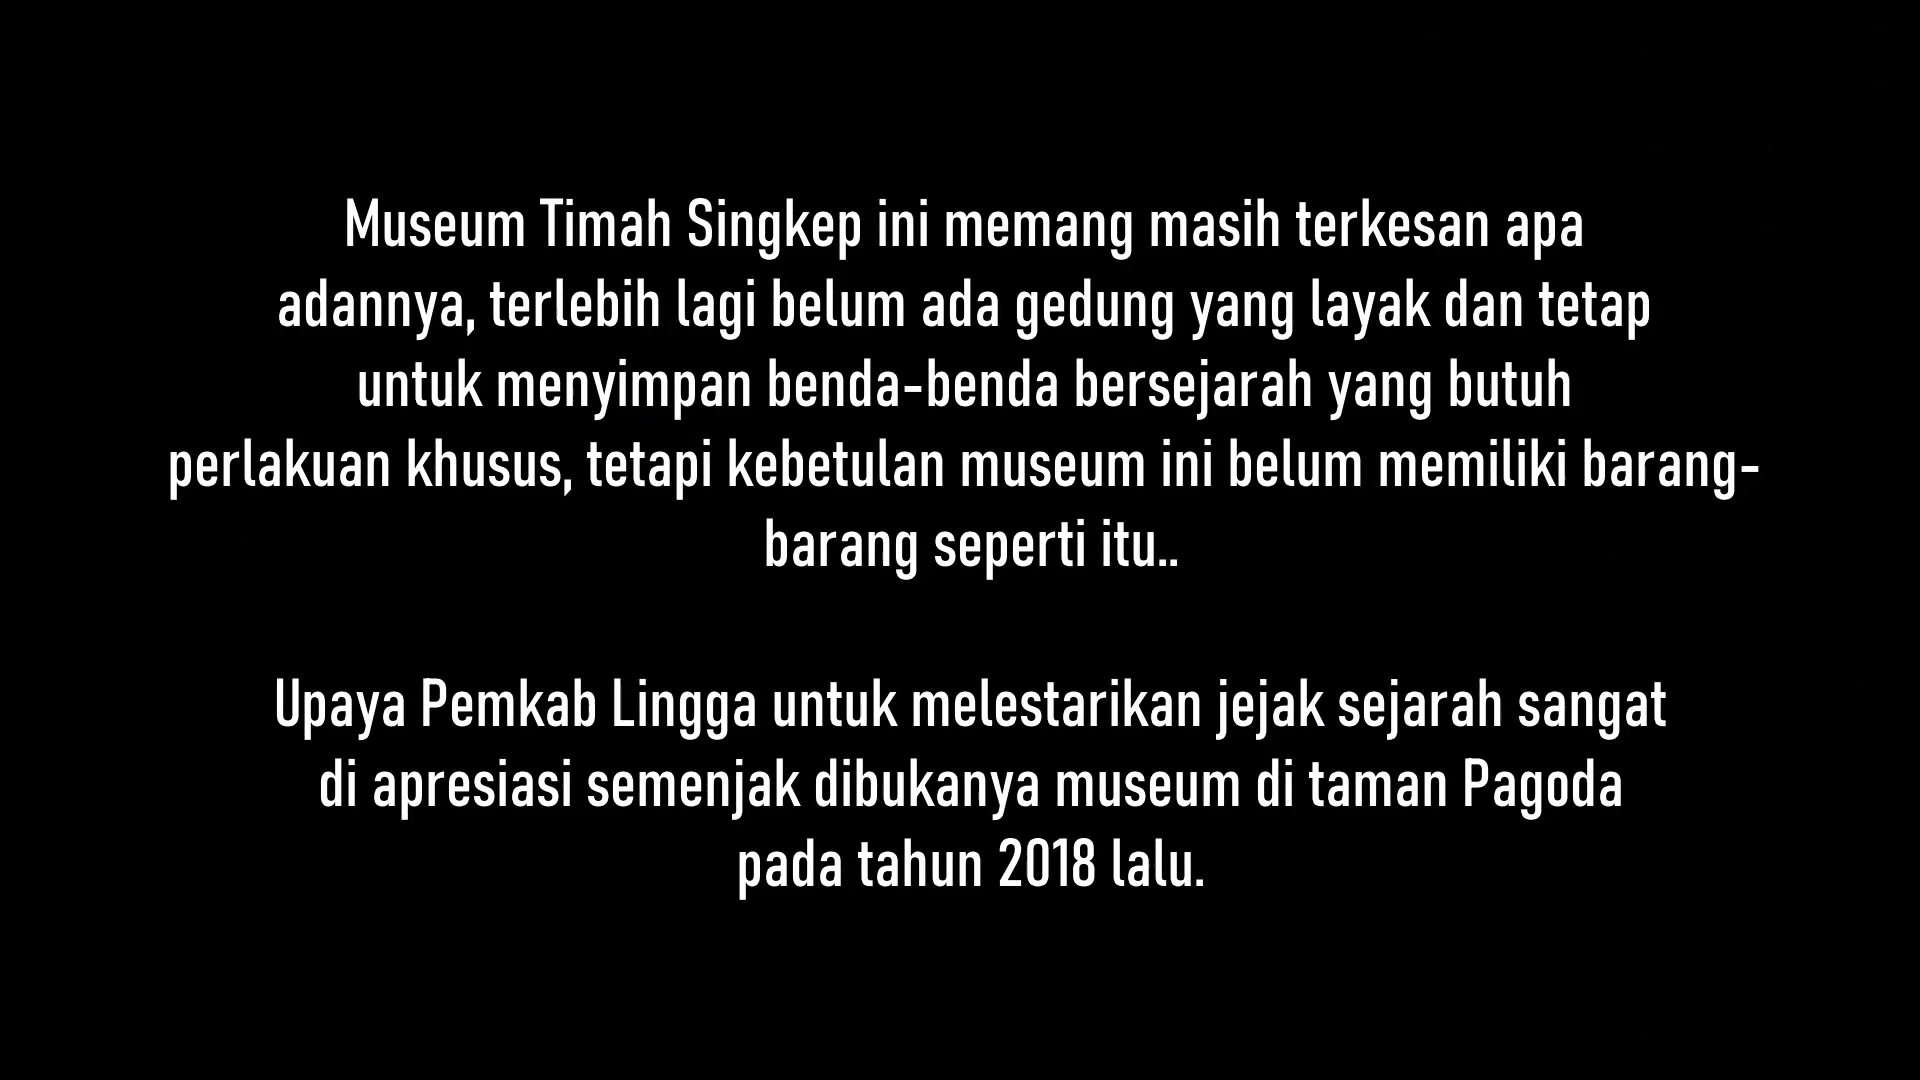 Museum Timah Singkep ini memang masih terkesan apa
adannya, terlebih lagi belum ada gedung yang layak dan tetap
untuk menyimpan benda-benda bersejarah yang butuh
perlakuan khusus, tetapi kebetulan museum ini belum memiliki barang-
barang seperti itu..
Upaya Pemkab Lingga untuk melestarikan jejak sejarah sangat
di apresiasi semenjak dibukanya museum di taman Pagoda
pada tahun 2018 lalu.